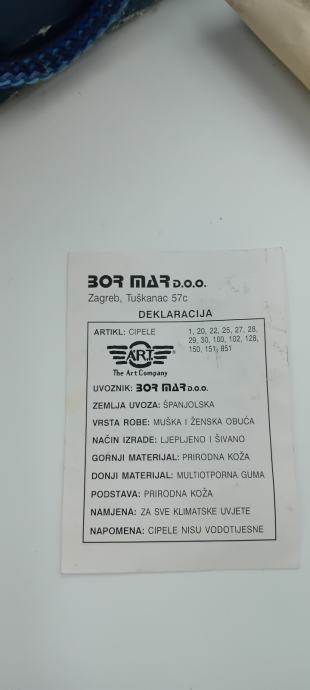 BOR MAR D.O.O.
Zagreb, Tuškanac 57c
DEKLARACIJA
ARTIKL: CIPELE
1, 20, 22, 25, 27, 28,
29, 30, 100, 102, 128,
150, 151, 851
A.R.T.®
The Art Company
UVOZNIK: BOR MAR D.O.O.
ZEMLJA UVOZA: ŠPANJOLSKA
VRSTA ROBE: MUŠKA I ŽENSKA OBUĆA
NAČIN IZRADE: LJEPLJENO I ŠIVANO
GORNJI MATERIJAL: PRIRODNA KOŽA
DONJI MATERIJAL: MULTIOTPORNA GUMA
PODSTAVA: PRIRODNA KOŽA
NAMJENA: ZA SVE KLIMATSKE UVJETE
NAPOMENA: CIPELE NISU VODOTIJESNE